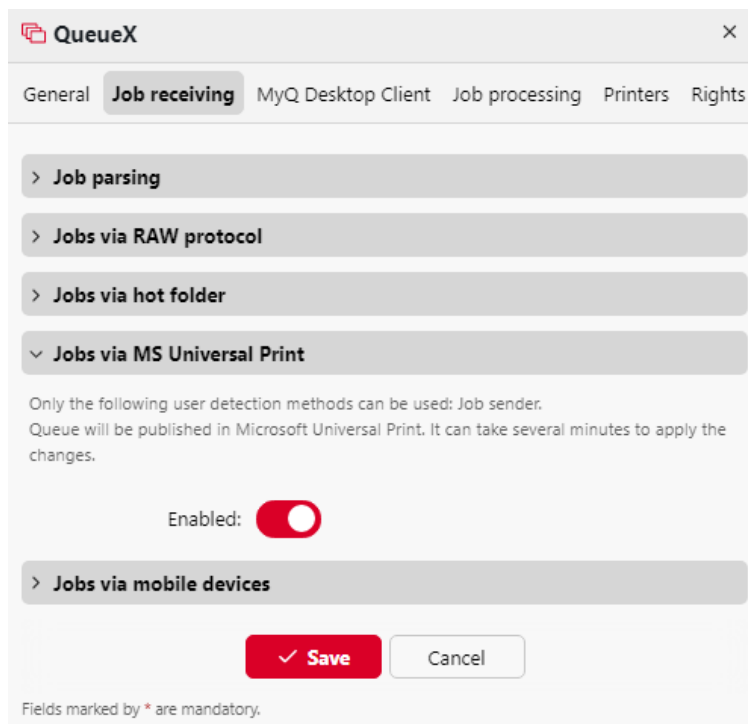 QueueX
General Job receiving MyQ Desktop Client Job processing Printers Rights
Job parsing
Jobs via RAW protocol
Jobs via hot folder
Jobs via MS Universal Print
Only the following user detection methods can be used: Job sender.
Queue will be published in Microsoft Universal Print. It can take several minutes to apply the
changes.
Enabled:
Jobs via mobile devices
Save Cancel
Fields marked by * are mandatory.